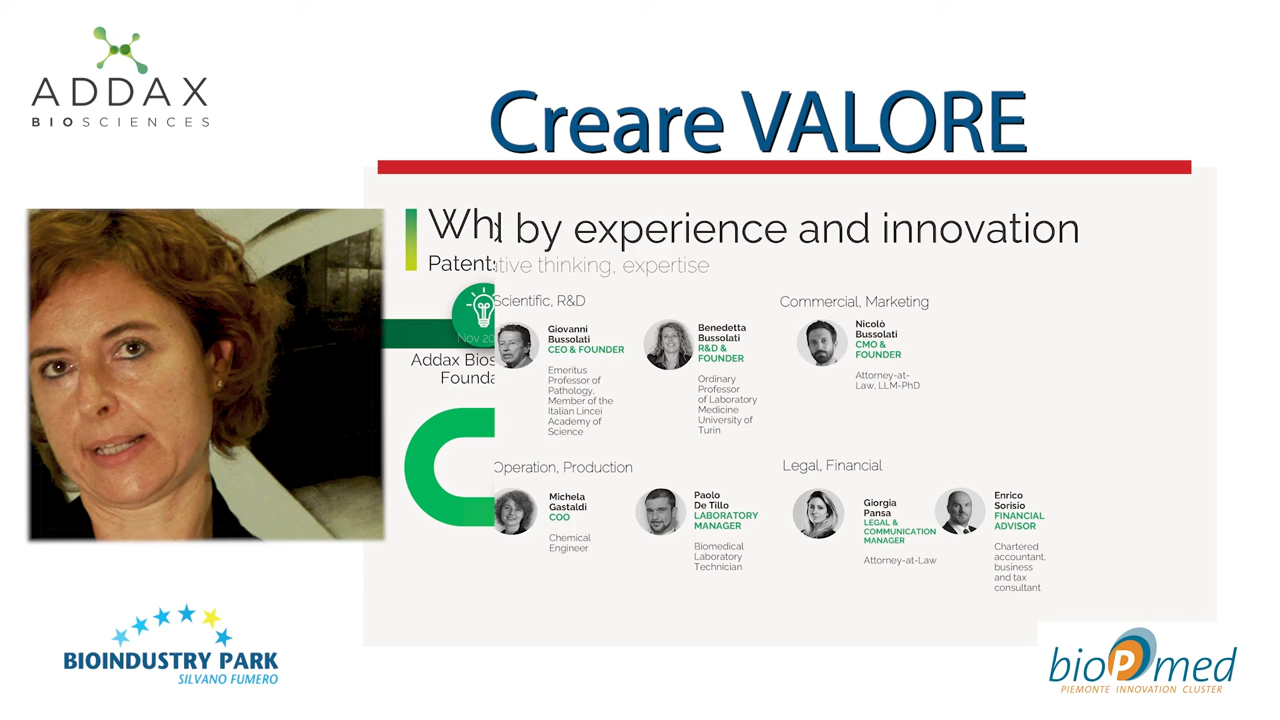 ADDAX
BIOSCIENCES
Creare VALORE
Wh
by experience and innovation
Patent
tive thinking, expertise
Scientific, R&D
Giovanni
Bussolati
CEO & FOUNDER
Emeritus
Professor of
Pathology,
Member of the
Italian Lincei
Academy of
Science
Benedetta
Bussolati
R&D &
FOUNDER
Ordinary
Professor
of Laboratory
Medicine
University of
Turin
Commercial, Marketing
Nicolò
Bussolati
CMO &
FOUNDER
Attorney-at-
Law, LLM-PhD
Nov 20
Addax Bios
Founda
Operation, Production
Michela
Gastaldi
COO
Chemical
Engineer
Paolo
De Tillo
LABORATORY
MANAGER
Biomedical
Laboratory
Technician
Legal, Financial
Giorgia
Pansa
LEGAL &
COMMUNICATION
MANAGER
Attorney-at-Law
Enrico
Sorisio
FINANCIAL
ADVISOR
Chartered
accountant,
business
and tax
consultant
BIOINDUSTRY PARK
SILVANO FUMERO
bioPmed
PIEMONTE INNOVATION CLUSTER